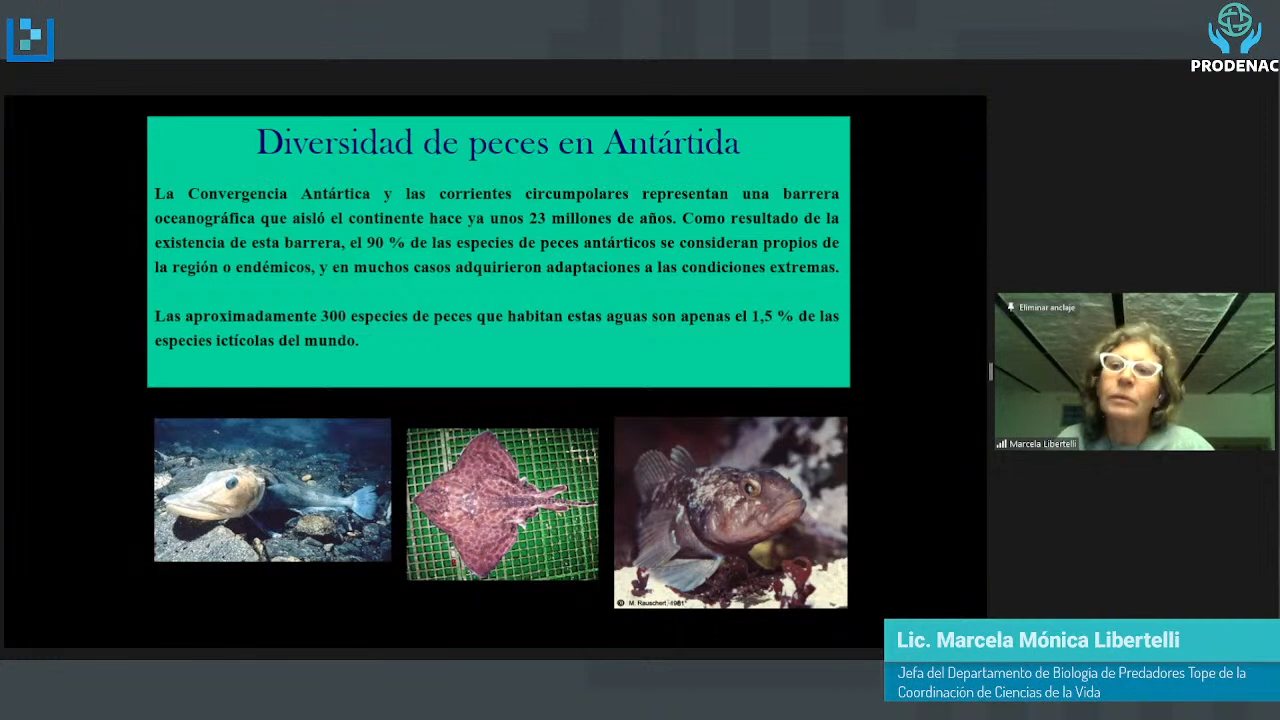 PRODENAC
Diversidad de peces en Antártida
La Convergencia Antártica y las corrientes circumpolares representan una barrera
oceanográfica que aisló el continente hace ya unos 23 millones de años. Como resultado de la
existencia de esta barrera, el 90 % de las especies de peces antárticos se consideran propios de
la región o endémicos, y en muchos casos adquirieron adaptaciones a las condiciones extremas.
Las aproximadamente 300 especies de peces que habitan estas aguas son apenas el 1,5 % de las
especies ictícolas del mundo.
Eliminar anclaje
Marcela Libertelli
© M. Rauschert, 1981
Lic. Marcela Mónica Libertelli
Jefa del Departamento de Biología de Predadores Tope de la
Coordinación de Ciencias de la Vida